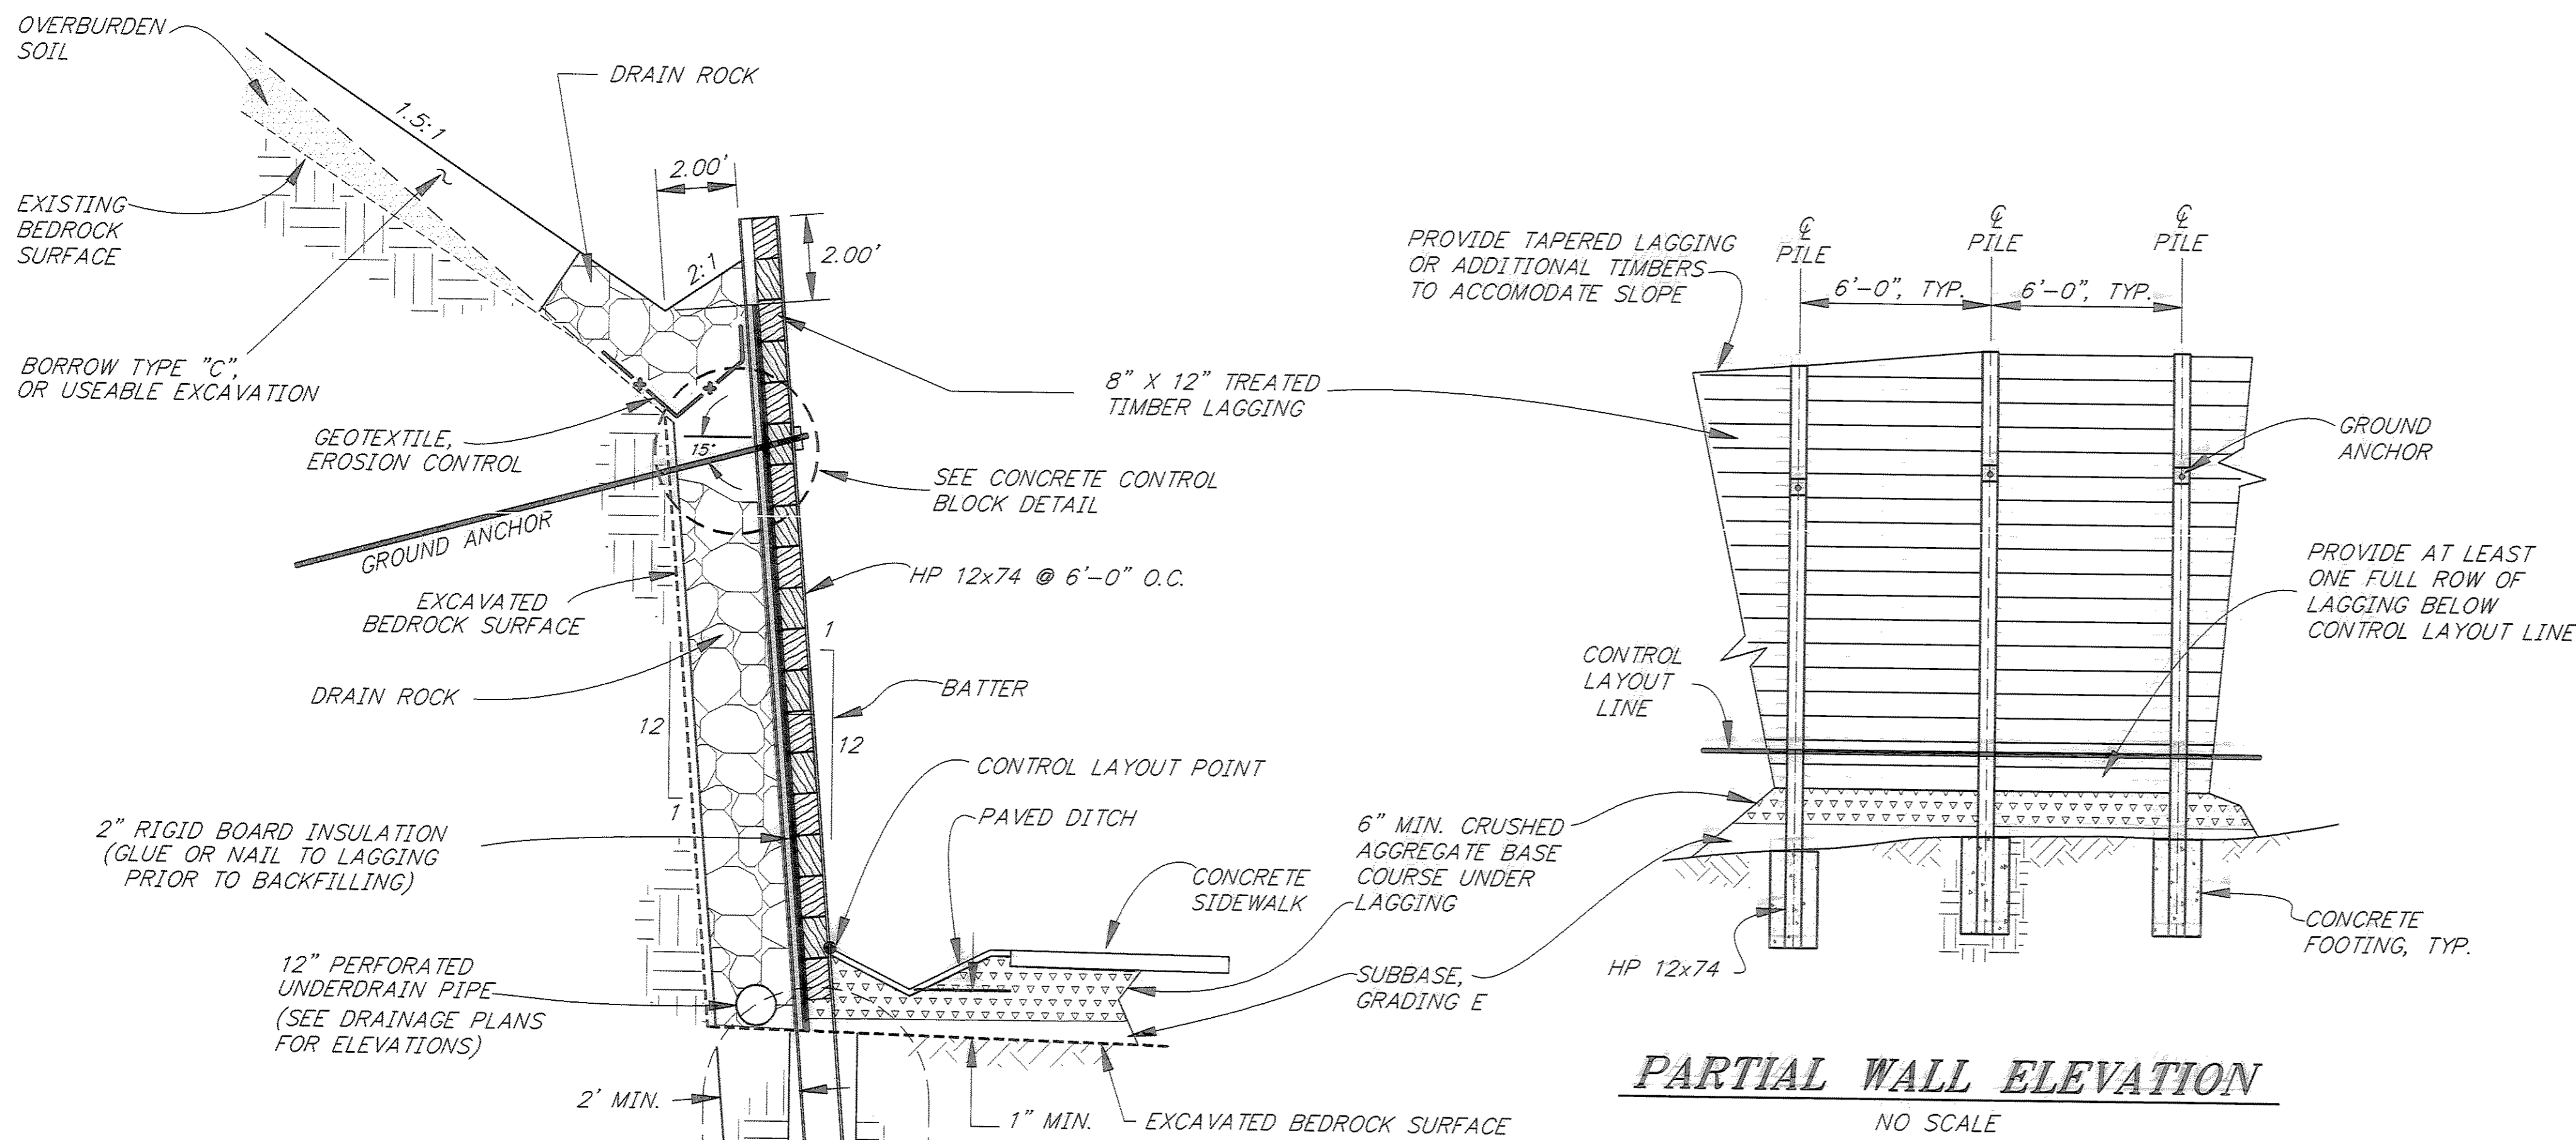 OVERBURDEN
SOIL
DRAIN ROCK
1.5:1
2.00'
2:1
2.00'
EXISTING
BEDROCK
SURFACE
BORROW TYPE "C",
OR USEABLE EXCAVATION
GEOTEXTILE,
EROSION CONTROL
15°
GROUND ANCHOR
8" X 12" TREATED
TIMBER LAGGING
SEE CONCRETE CONTROL
BLOCK DETAIL
HP 12x74 @ 6'-0" O.C.
EXCAVATED
BEDROCK SURFACE
DRAIN ROCK
12
1
1
12
BATTER
CONTROL LAYOUT POINT
PAVED DITCH
2" RIGID BOARD INSULATION
(GLUE OR NAIL TO LAGGING
PRIOR TO BACKFILLING)
CONCRETE
SIDEWALK
12" PERFORATED
UNDERDRAIN PIPE
(SEE DRAINAGE PLANS
FOR ELEVATIONS)
2' MIN.
1" MIN.
EXCAVATED BEDROCK SURFACE
6" MIN. CRUSHED
AGGREGATE BASE
COURSE UNDER
LAGGING
SUBBASE,
GRADING E
PROVIDE TAPERED LAGGING
OR ADDITIONAL TIMBERS
TO ACCOMODATE SLOPE
℄
PILE
℄
PILE
℄
PILE
6'-0", TYP.
6'-0", TYP.
GROUND
ANCHOR
PROVIDE AT LEAST
ONE FULL ROW OF
LAGGING BELOW
CONTROL LAYOUT LINE
CONTROL
LAYOUT
LINE
HP 12x74
CONCRETE
FOOTING, TYP.
PARTIAL WALL ELEVATION
NO SCALE